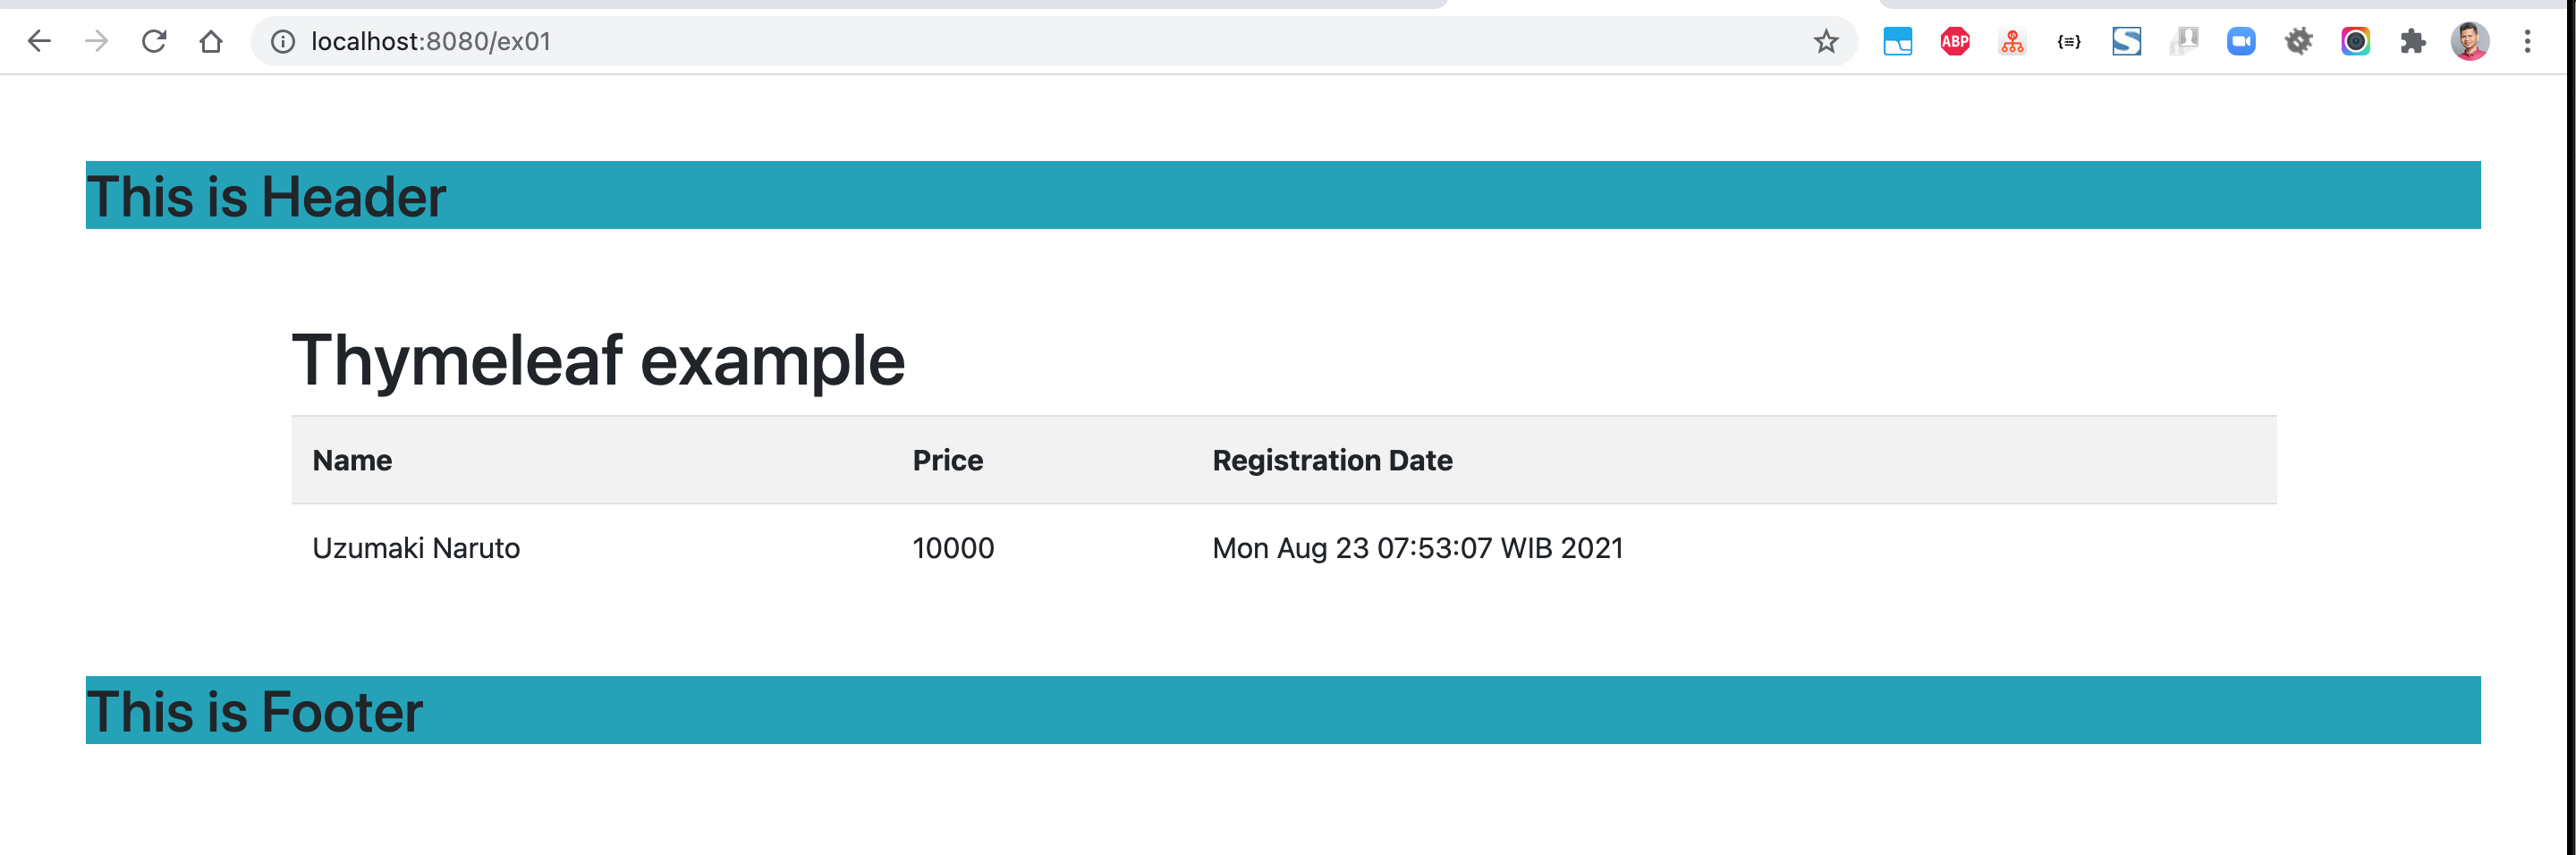 localhost:8080/ex01
ABP
This is Header
Thymeleaf example
Name Price Registration Date
Uzumaki Naruto 10000 Mon Aug 23 07:53:07 WIB 2021
This is Footer